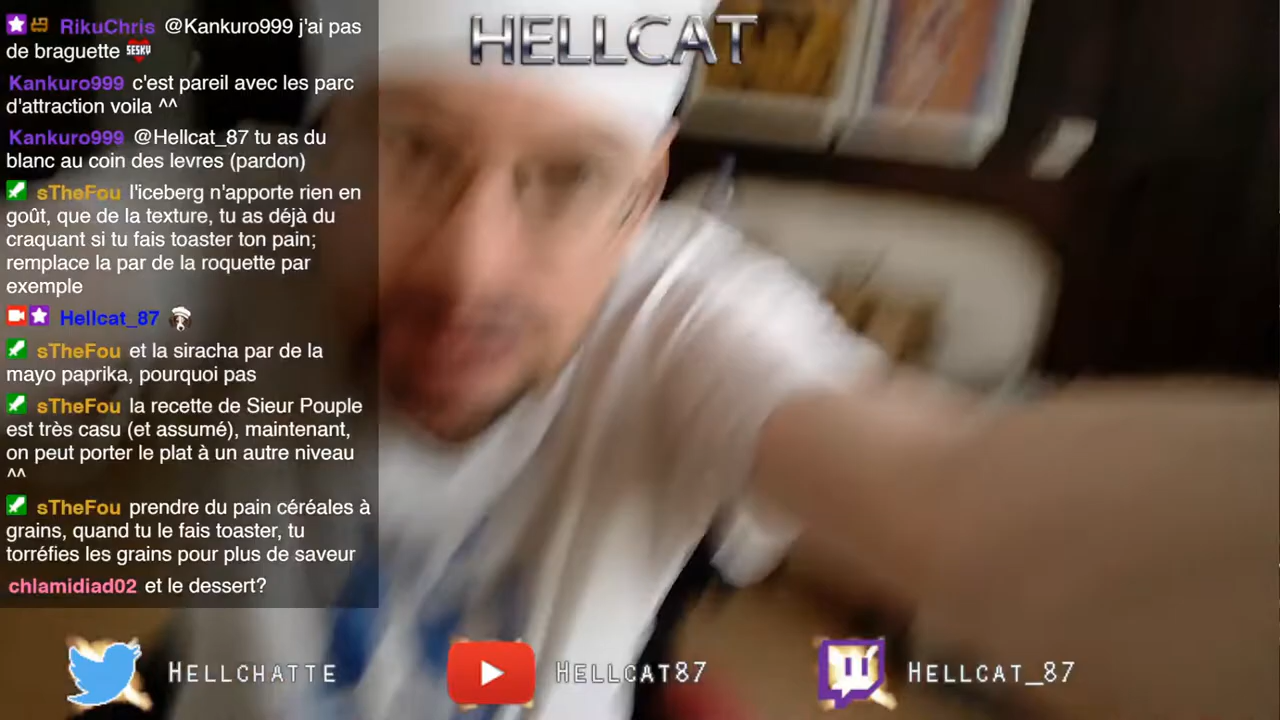 HELLCAT
RikuChris @Kankuro999 j'ai pas
de braguette SESKU
Kankuro999 c'est pareil avec les parc
d'attraction voila ^^
Kankuro999 @Hellcat_87 tu as du
blanc au coin des levres (pardon)
sTheFou l'iceberg n'apporte rien en
goût, que de la texture, tu as déjà du
craquant si tu fais toaster ton pain;
remplace la par de la roquette par
exemple
Hellcat_87
sTheFou et la siracha par de la
mayo paprika, pourquoi pas
sTheFou la recette de Sieur Pouple
est très casu (et assumé), maintenant,
on peut porter le plat à un autre niveau
^^
sTheFou prendre du pain céréales à
grains, quand tu le fais toaster, tu
torréfies les grains pour plus de saveur
chlamidiad02 et le dessert?
HELLCHATTE
HELLCAT87
HELLCAT_87